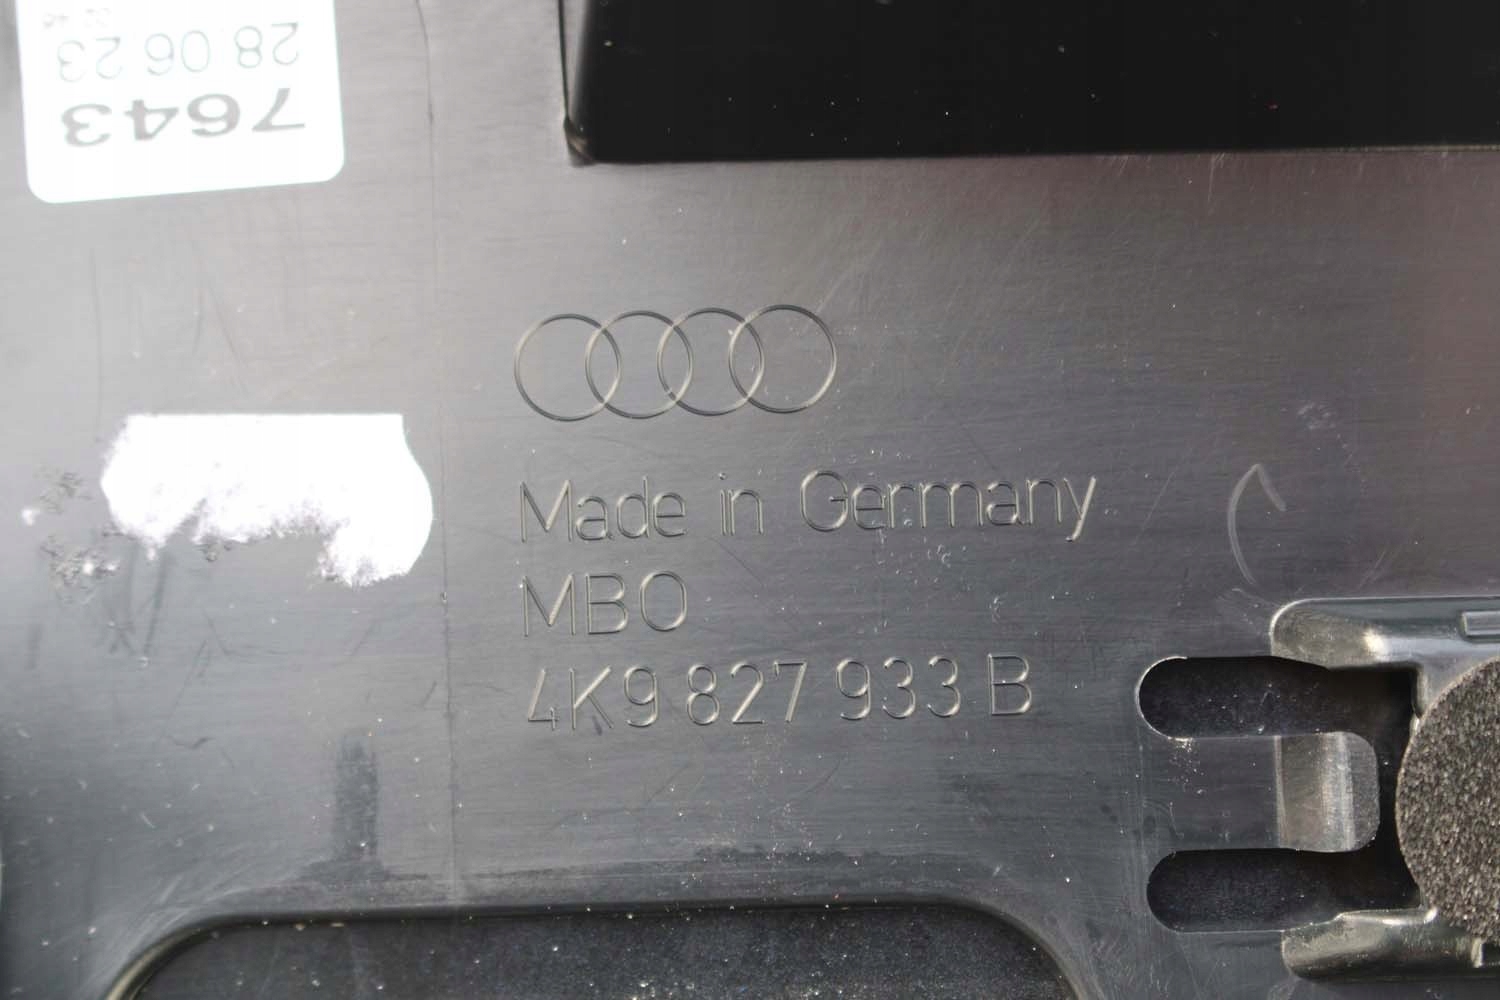 7643
28 06 23
Made in Germany
MBO
4K9 827 933 B